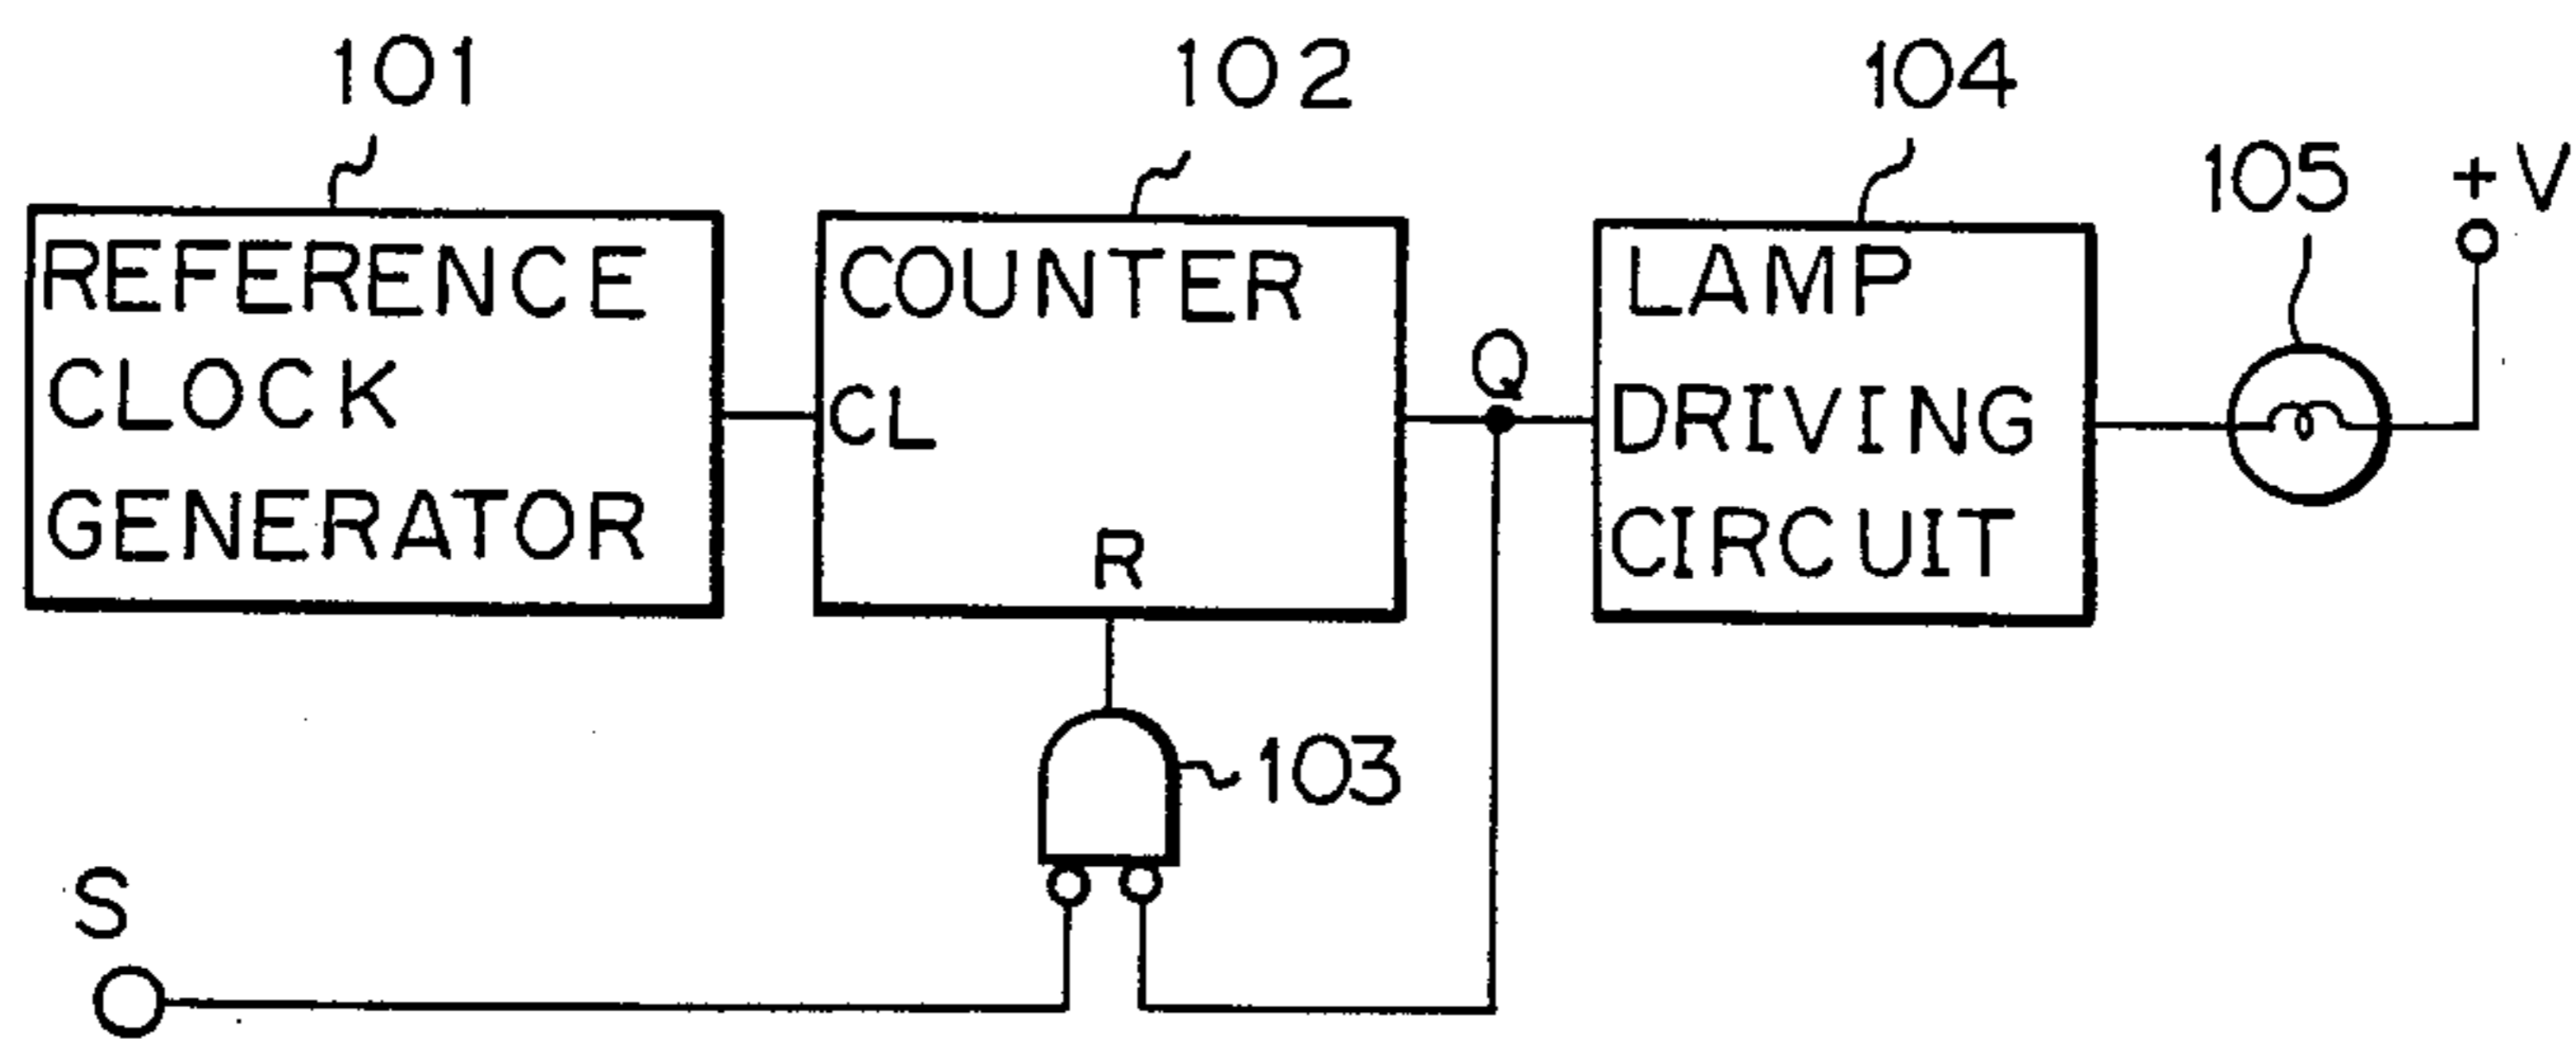 101
102
104
105
+V
REFERENCE
CLOCK
GENERATOR
COUNTER
CL
R
Q
LAMP
DRIVING
CIRCUIT
103
S